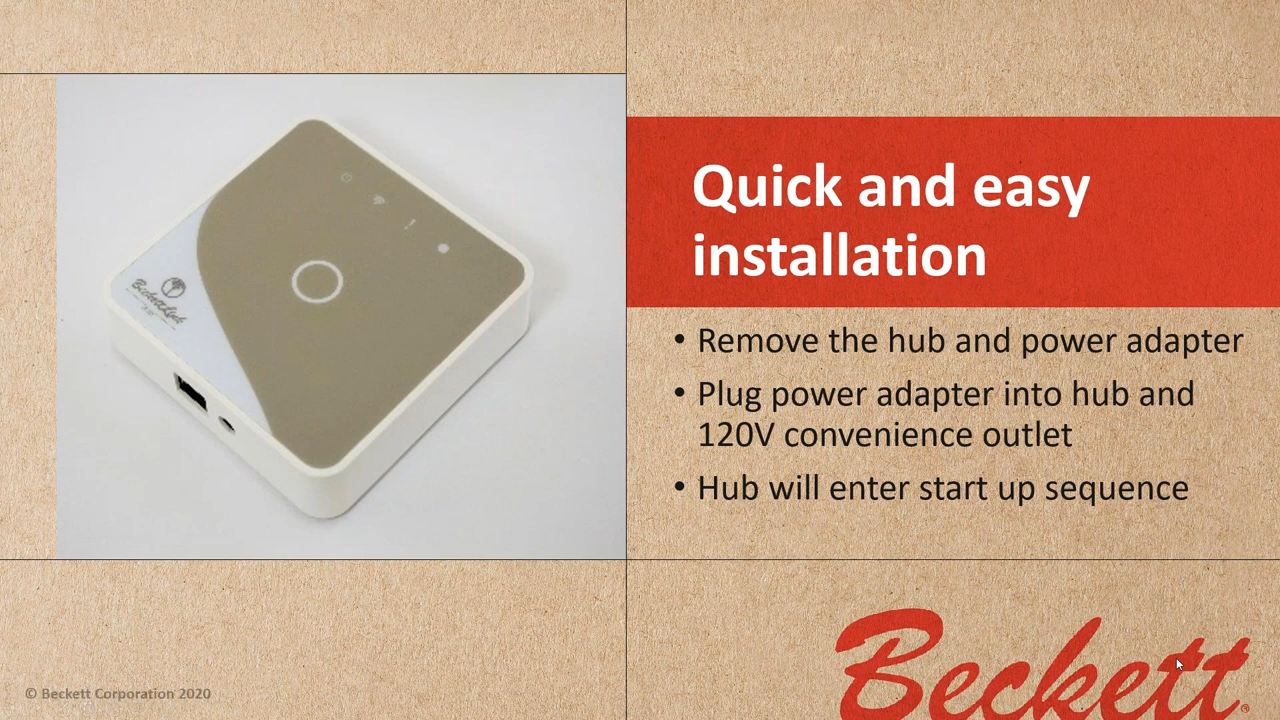 Quick and easy
installation
• Remove the hub and power adapter
• Plug power adapter into hub and
120V convenience outlet
• Hub will enter start up sequence
BeckettLink
© Beckett Corporation 2020
Beckett®